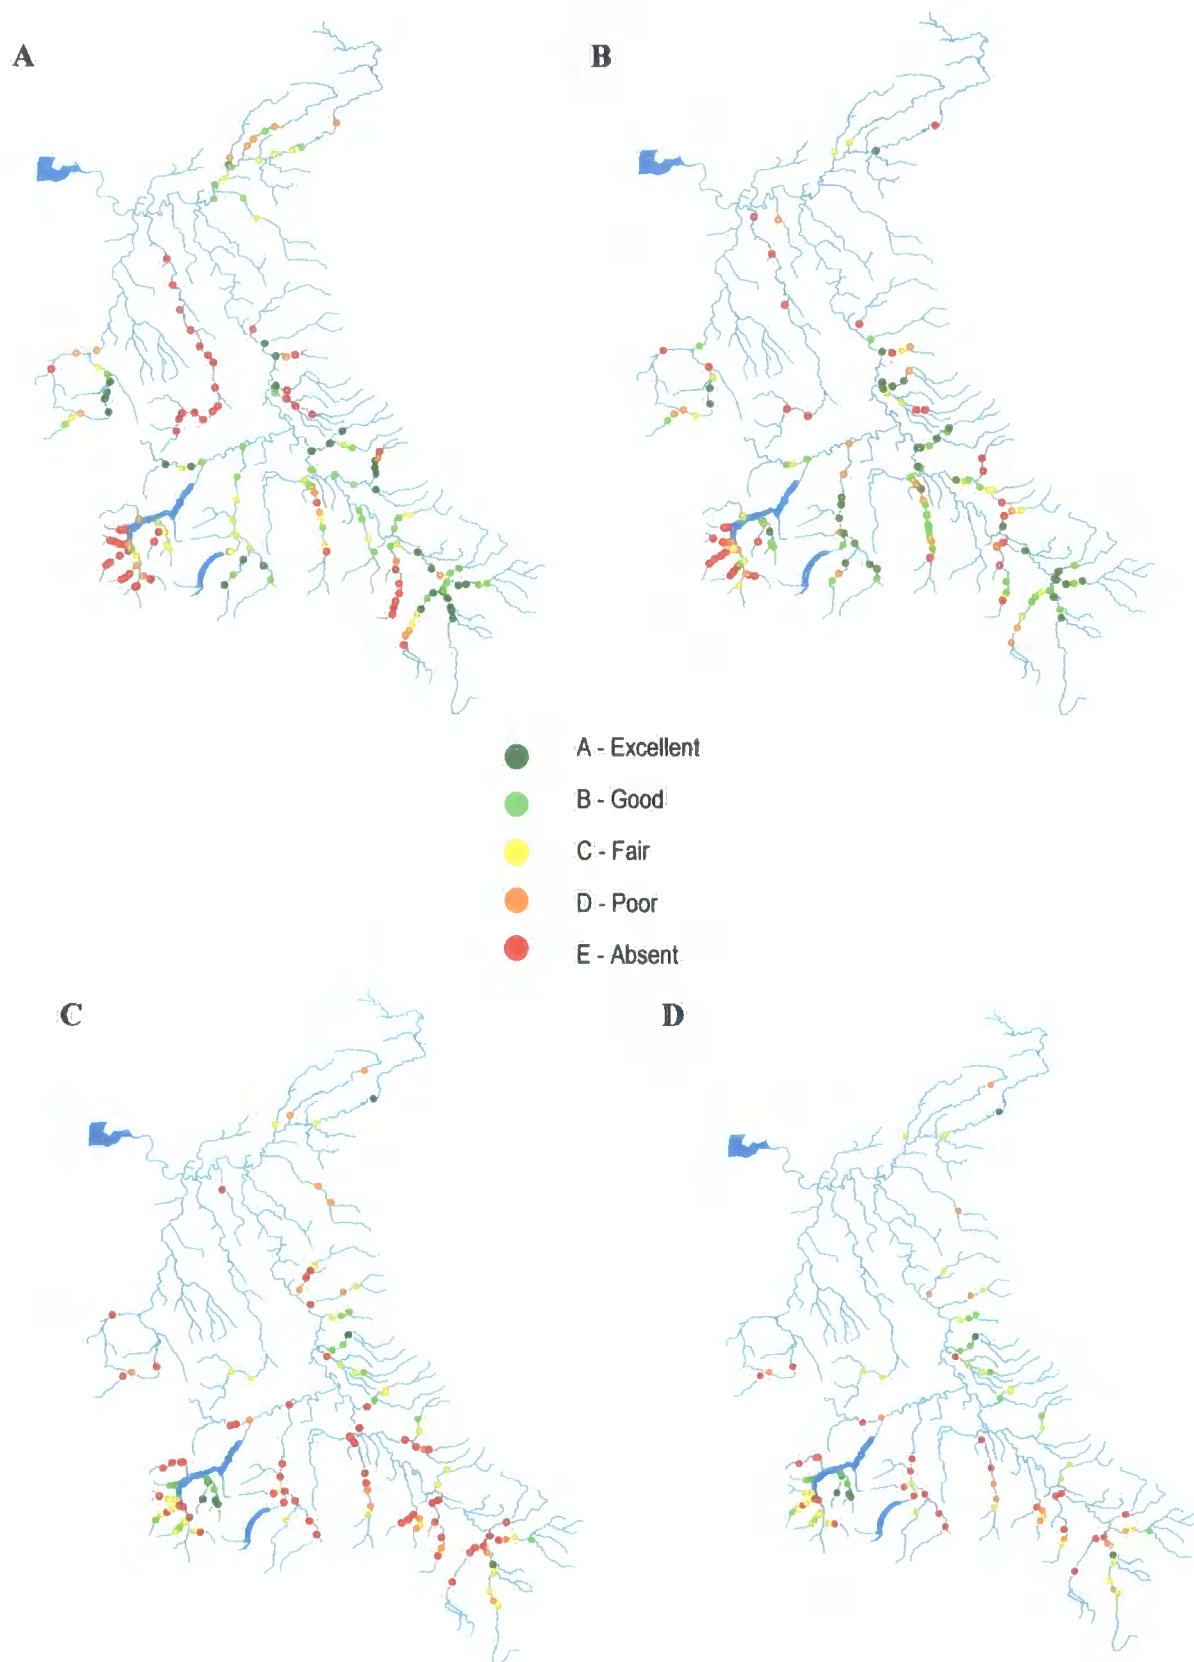 A
B
A - Excellent
B - Good
C - Fair
D - Poor
E - Absent
C
D